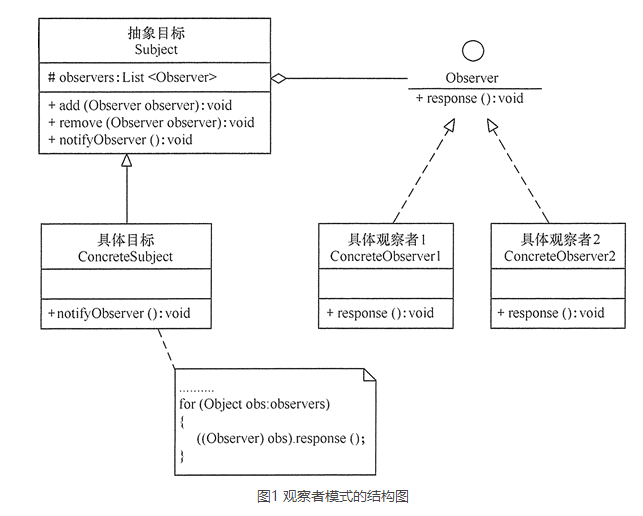 抽象目标
Subject
# observers:List <Observer>
+ add (Observer observer):void
+ remove (Observer observer):void
+ notifyObserver ():void
Observer
+ response ():void
具体目标
ConcreteSubject
+notifyObserver ():void
具体观察者1
ConcreteObserver1
+ response ():void
具体观察者2
ConcreteObserver2
+ response ():void
..........
for (Object obs:observers)
{
((Observer) obs).response ();
}
图1 观察者模式的结构图